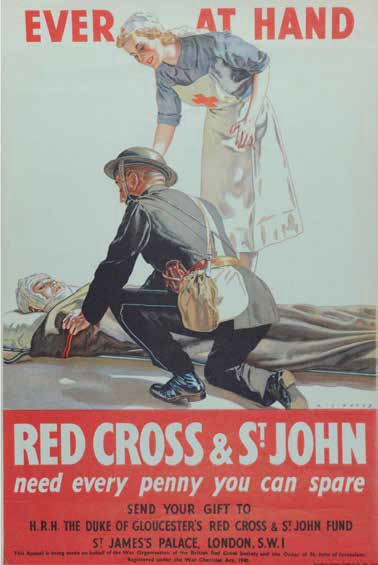 EVER AT HAND
RED CROSS & ST. JOHN
need every penny you can spare
SEND YOUR GIFT TO
H.R.H. THE DUKE OF GLOUCESTER'S RED CROSS & ST. JOHN FUND
ST JAMES'S PALACE, LONDON, S.W.1
This Appeal is being made on behalf of the War Organisation of the British Red Cross Society and the Order of St. John of Jerusalem.
Registered under the War Charities Act, 1940